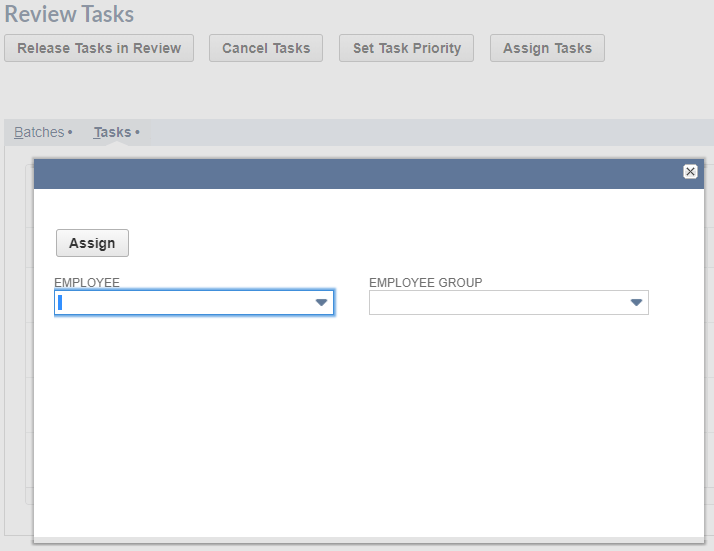 Review Tasks
Release Tasks in Review Cancel Tasks Set Task Priority Assign Tasks
Batches • Tasks •
Assign
EMPLOYEE EMPLOYEE GROUP